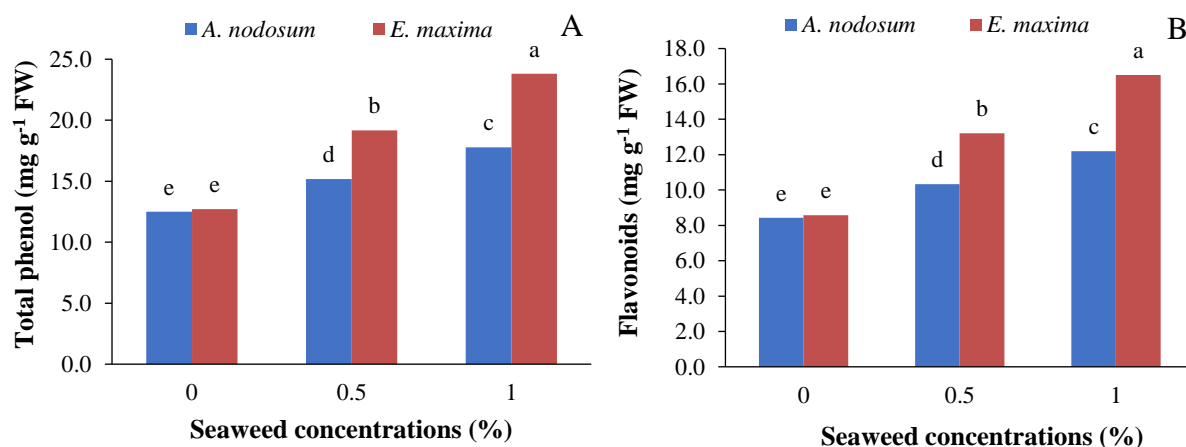 A. nodosum E. maxima A
Total phenol (mg g⁻¹ FW)
25.0
20.0
15.0
10.0
5.0
0.0
e e d b c a
0 0.5 1
Seaweed concentrations (%)
A. nodosum E. maxima B
Flavonoids (mg g⁻¹ FW)
18.0
16.0
14.0
12.0
10.0
8.0
6.0
4.0
2.0
0.0
e e d b c a
0 0.5 1
Seaweed concentrations (%)